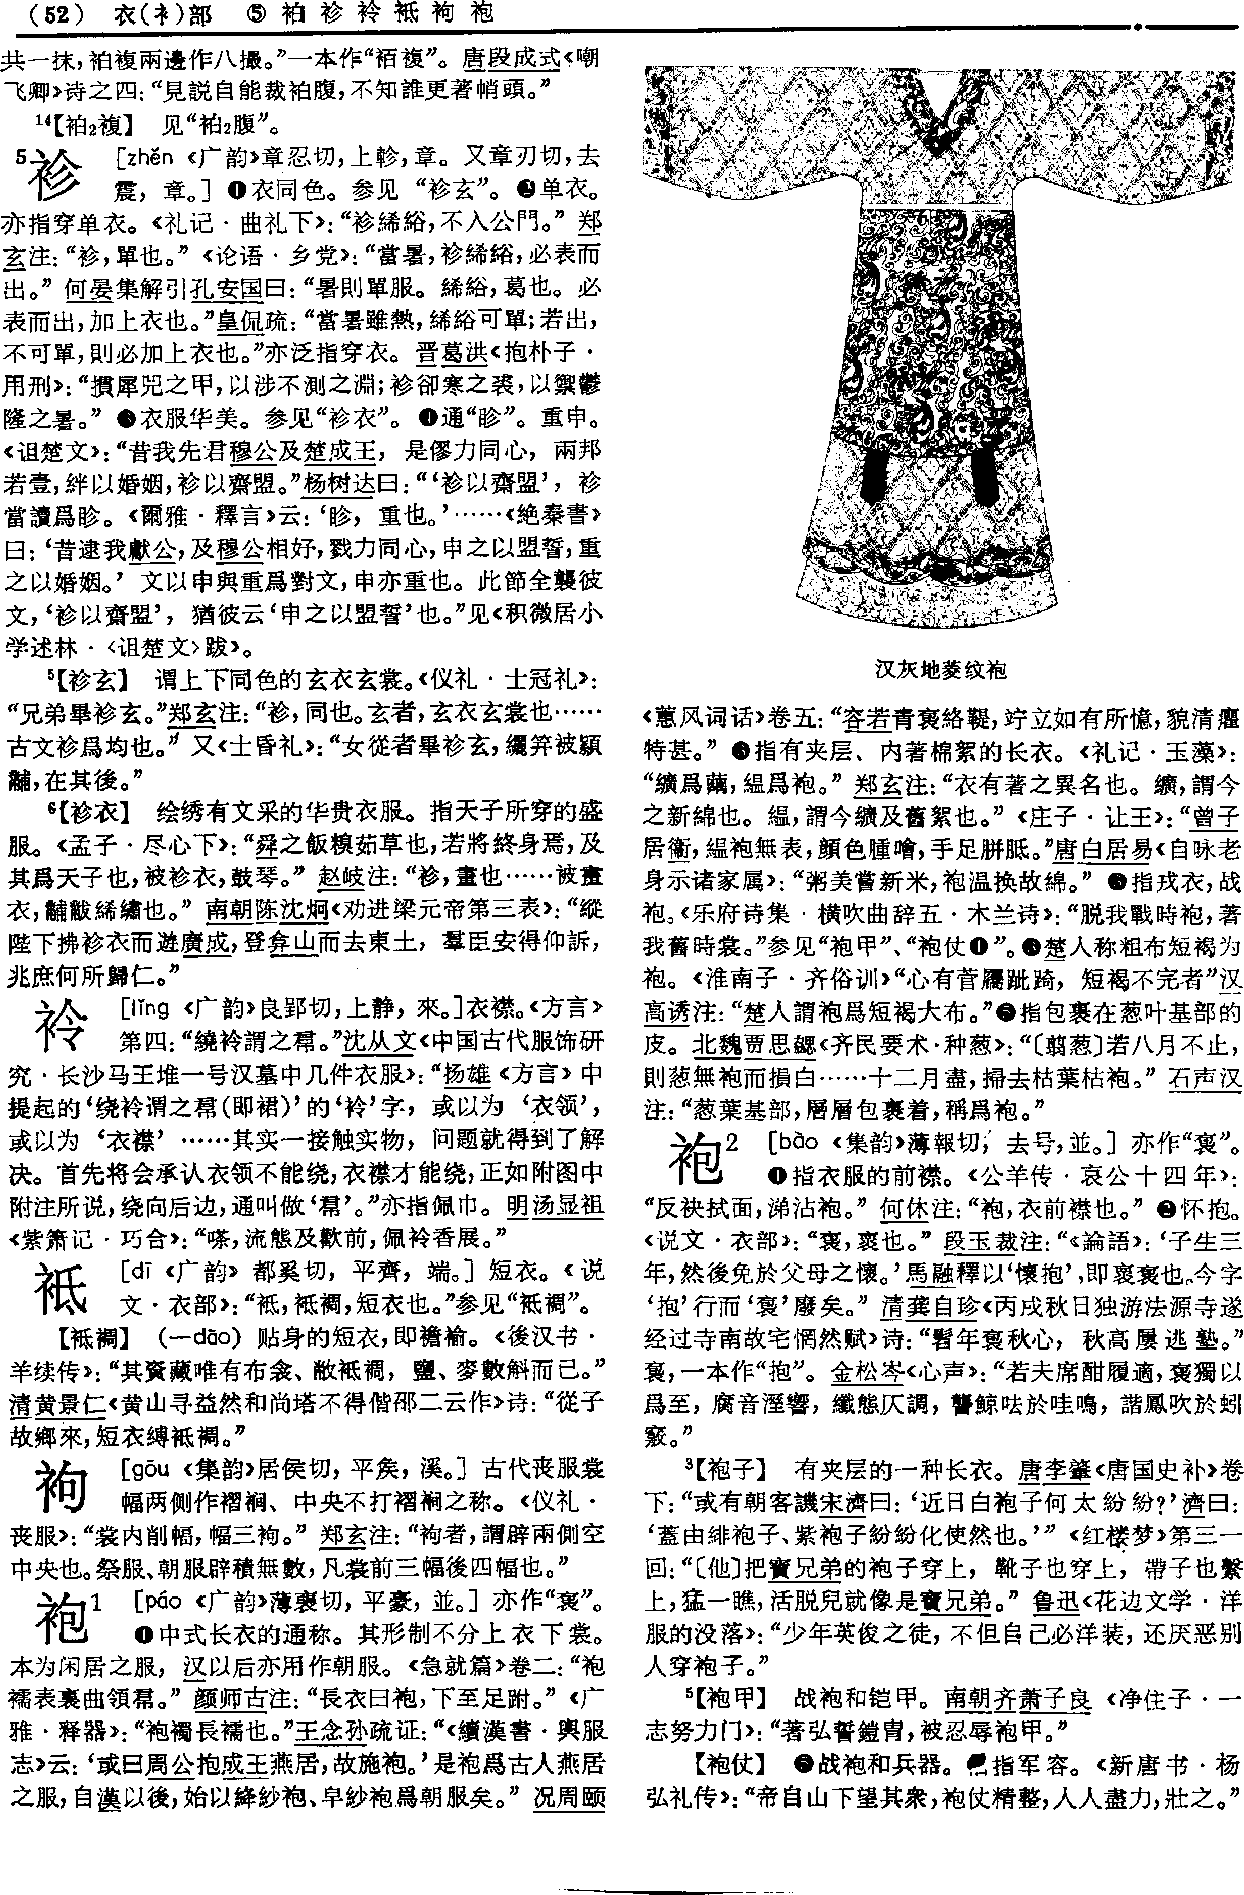 (52) 衣(衤)部 ⑤ 袙袗袊袛袧袍
共一抹，袙複兩邊作八撮。”一本作“袹複”。唐段成式《嘲
飞卿》诗之四：“見説自能裁袙腹，不知誰更著帩頭。”
14【袙2複】 见“袙2腹”。
5袗 [zhěn 《广韵》章忍切，上軫，章。又章刃切，去
震，章。] ❶衣同色。参见“袗玄”。❷单衣。
亦指穿单衣。《礼记·曲礼下》：“袗絺綌，不入公門。”郑
玄注：“袗，單也。”《论语·乡党》：“當暑，袗絺綌，必表而
出。”何晏集解引孔安国曰：“暑則單服。絺綌，葛也。必
表而出，加上衣也。”皇侃疏：“當暑雖熱，絺綌可單；若出，
不可單，則必加上衣也。”亦泛指穿衣。晋葛洪《抱朴子·
用刑》：“摜犀兕之甲，以涉不測之淵；袗卻寒之裘，以禦鬱
隆之暑。”❸衣服华美。参见“袗衣”。❹通“眕”。重申。
《诅楚文》：“昔我先君穆公及楚成王，是僇力同心，兩邦
若壹，絆以婚姻，袗以齋盟。”杨树达曰：“‘袗以齋盟’，袗
當讀爲眕。《爾雅·釋言》云：‘眕，重也。’……《絶秦書》
曰：‘昔逮我獻公，及穆公相好，戮力同心，申之以盟誓，重
之以婚姻。’文以申與重爲對文，申亦重也。此節全襲彼
文，‘袗以齋盟’，猶彼云‘申之以盟誓’也。”见《积微居小
学述林·〈诅楚文〉跋》。
5【袗玄】 谓上下同色的玄衣玄裳。《仪礼·士冠礼》：
“兄弟畢袗玄。”郑玄注：“袗，同也。玄者，玄衣玄裳也……
古文袗爲均也。”又《士昏礼》：“女從者畢袗玄，纚笄被潁
黼，在其後。”
6【袗衣】 绘绣有文采的华贵衣服。指天子所穿的盛
服。《孟子·尽心下》：“舜之飯糗茹草也，若將終身焉，及
其爲天子也，被袗衣，鼓琴。”赵岐注：“袗，畫也……被畫
衣，黼黻絺繡也。”南朝陈沈炯《劝进梁元帝第三表》：“縱
陛下拂袗衣而遊廣成，登弇山而去東土，羣臣安得仰訴，
兆庶何所歸仁。”
袊 [lǐng 《广韵》良郢切，上静，來。]衣襟。《方言》
第四：“繞袊謂之帬。”沈从文《中国古代服饰研
究·长沙马王堆一号汉墓中几件衣服》：“扬雄《方言》中
提起的‘绕袊谓之帬(即裙)’的‘袊’字，或以为‘衣领’，
或以为‘衣襟’……其实一接触实物，问题就得到了解
决。首先将会承认衣领不能绕，衣襟才能绕，正如附图中
附注所说，绕向后边，通叫做‘帬’。”亦指佩巾。明汤显祖
《紫箫记·巧合》：“嗏，流態及歡前，佩袊香展。”
袛 [dī 《广韵》都奚切，平齊，端。] 短衣。《说
文·衣部》：“袛，袛裯，短衣也。”参见“袛裯”。
【袛裯】 (－dāo) 贴身的短衣，即襜褕。《後汉书·
羊续传》：“其資藏唯有布衾、敝袛裯，鹽、麥數斛而已。”
清黄景仁《黄山寻益然和尚塔不得偕邵二云作》诗：“從子
故鄉來，短衣縛袛裯。”
袧 [gōu 《集韵》居侯切，平矦，溪。] 古代丧服裳
幅两侧作褶裥、中央不打褶裥之称。《仪礼·
丧服》：“裳内削幅，幅三袧。”郑玄注：“袧者，謂辟兩側空
中央也。祭服、朝服辟積無數，凡裳前三幅後四幅也。”
袍1 [páo 《广韵》薄襃切，平豪，並。] 亦作“袌”。
❶中式长衣的通称。其形制不分上衣下裳。
本为闲居之服，汉以后亦用作朝服。《急就篇》卷二：“袍
襦表裏曲領帬。”颜师古注：“長衣曰袍，下至足跗。”《广
雅·释器》：“袍襡長襦也。”王念孙疏证：“《續漢書·輿服
志》云：‘或曰周公抱成王燕居，故施袍。’是袍爲古人燕居
之服，自漢以後，始以絳紗袍、皁紗袍爲朝服矣。”况周颐
汉灰地菱纹袍
《蕙风词话》卷五：“容若青袌絡鞮，竚立如有所憶，貌清癯
特甚。”❷指有夹层、内著棉絮的长衣。《礼记·玉藻》：
“纊爲繭，緼爲袍。”郑玄注：“衣有著之異名也。纊，謂今
之新綿也。緼，謂今纊及舊絮也。”《庄子·让王》：“曾子
居衞，緼袍無表，顔色腫噲，手足胼胝。”唐白居易《自咏老
身示诸家属》：“粥美嘗新米，袍温换故綿。”❸指戎衣，战
袍。《乐府诗集·横吹曲辞五·木兰诗》：“脱我戰時袍，著
我舊時裳。”参见“袍甲”、“袍仗❶”。❹楚人称粗布短褐为
袍。《淮南子·齐俗训》“心有菅屩跐踦，短褐不完者”汉
高诱注：“楚人謂袍爲短褐大布。”❺指包裹在葱叶基部的
皮。北魏贾思勰《齐民要术·种葱》：“〔翦葱〕若八月不止，
則葱無袍而損白……十二月盡，掃去枯葉枯袍。”石声汉
注：“葱葉基部，層層包裹着，稱爲袍。”
袍2 [bào 《集韵》薄報切，去号，並。] 亦作“袌”。
❶指衣服的前襟。《公羊传·哀公十四年》：
“反袂拭面，涕沾袍。”何休注：“袍，衣前襟也。”❷怀抱。
《说文·衣部》：“袌，褱也。”段玉裁注：“《論語》：‘子生三
年，然後免於父母之懷。’馬融釋以‘懷抱’，即褱袌也。今字
‘抱’行而‘袌’廢矣。”清龚自珍《丙戌秋日独游法源寺遂
经过寺南故宅惘然赋》诗：“髫年袌秋心，秋高屢逃塾。”
袌，一本作“抱”。金松岑《心声》：“若夫席酣履適，袌獨以
爲至，腐音溼響，纖態仄調，瞽鯨呿於哇鳴，諧鳳吹於蚓
竅。”
3【袍子】 有夹层的一种长衣。唐李肇《唐国史补》卷
下：“或有朝客譏宋濟曰：‘近日白袍子何太紛紛？’濟曰：
‘蓋由緋袍子、紫袍子紛紛化使然也。’”《红楼梦》第三一
回：“〔他〕把寶兄弟的袍子穿上，靴子也穿上，帶子也繫
上，猛一瞧，活脱兒就像是寶兄弟。”鲁迅《花边文学·洋
服的没落》：“少年英俊之徒，不但自己必洋装，还厌恶别
人穿袍子。”
5【袍甲】 战袍和铠甲。南朝齐萧子良《净住子·一
志努力门》：“著弘誓鎧胄，被忍辱袍甲。”
【袍仗】 ❶战袍和兵器。❷指军容。《新唐书·杨
弘礼传》：“帝自山下望其衆，袍仗精整，人人盡力，壯之。”